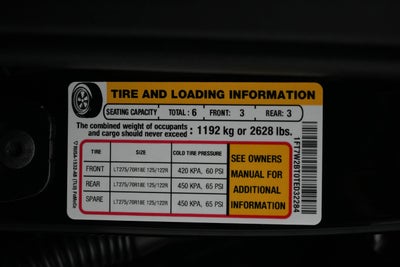 TIRE AND LOADING INFORMATION
SEATING CAPACITY TOTAL : 6 FRONT: 3 REAR: 3
The combined weight of occupants
and cargo should never exceed : 1192 kg or 2628 lbs.
TIRE SIZE COLD TIRE PRESSURE
FRONT LT275/70R18E 125/122R 420 KPA, 60 PSI
REAR LT275/70R18E 125/122R 450 KPA, 65 PSI
SPARE LT275/70R18E 125/122R 450 KPA, 65 PSI
SEE OWNERS
MANUAL FOR
ADDITIONAL
INFORMATION